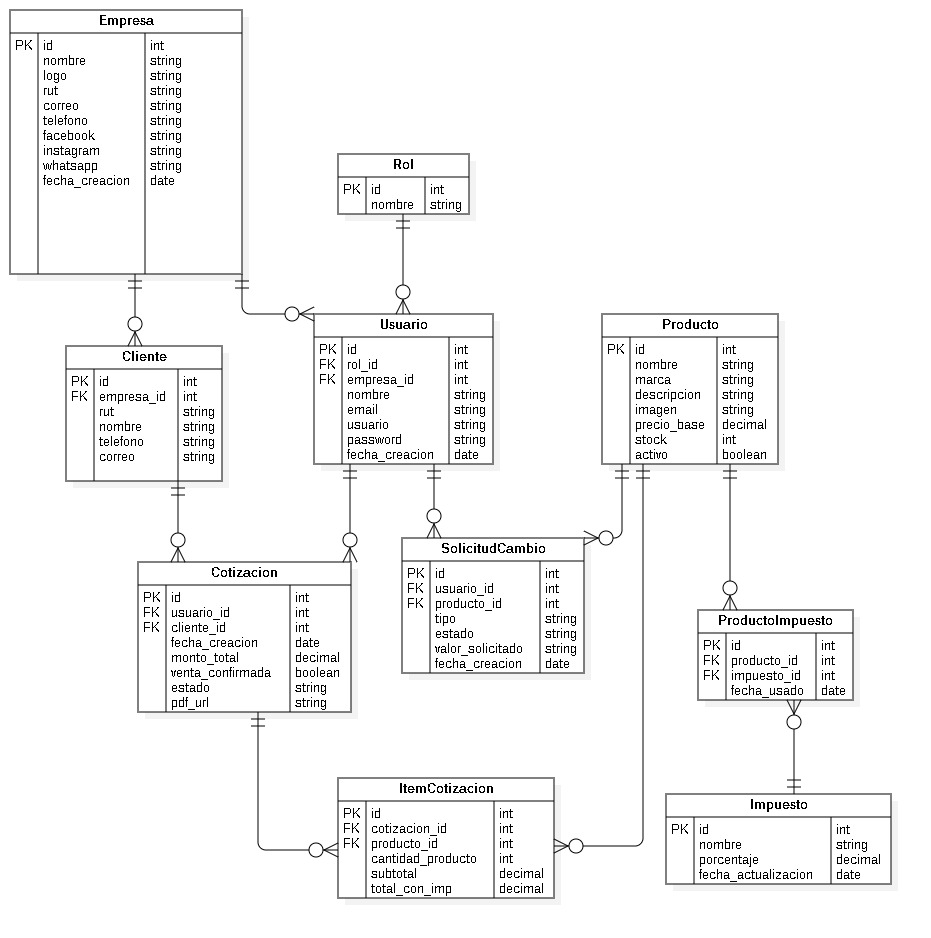 Empresa
PK id int
nombre string
logo string
rut string
correo string
telefono string
facebook string
instagram string
whatsapp string
fecha_creacion date
Rol
PK id int
nombre string
Cliente
PK id int
FK empresa_id int
rut string
nombre string
telefono string
correo string
Usuario
PK id int
FK rol_id int
FK empresa_id int
nombre string
email string
usuario string
password string
fecha_creacion date
Producto
PK id int
nombre string
marca string
descripcion string
imagen string
precio_base decimal
stock int
activo boolean
Cotizacion
PK id int
FK usuario_id int
FK cliente_id int
fecha_creacion date
monto_total decimal
venta_confirmada boolean
estado string
pdf_url string
SolicitudCambio
PK id int
FK usuario_id int
FK producto_id int
tipo string
estado string
valor_solicitado string
fecha_creacion date
ProductoImpuesto
PK id int
FK producto_id int
FK impuesto_id int
fecha_usado date
ItemCotizacion
PK id int
FK cotizacion_id int
FK producto_id int
cantidad_producto int
subtotal decimal
total_con_imp decimal
Impuesto
PK id int
nombre string
porcentaje decimal
fecha_actualizacion date